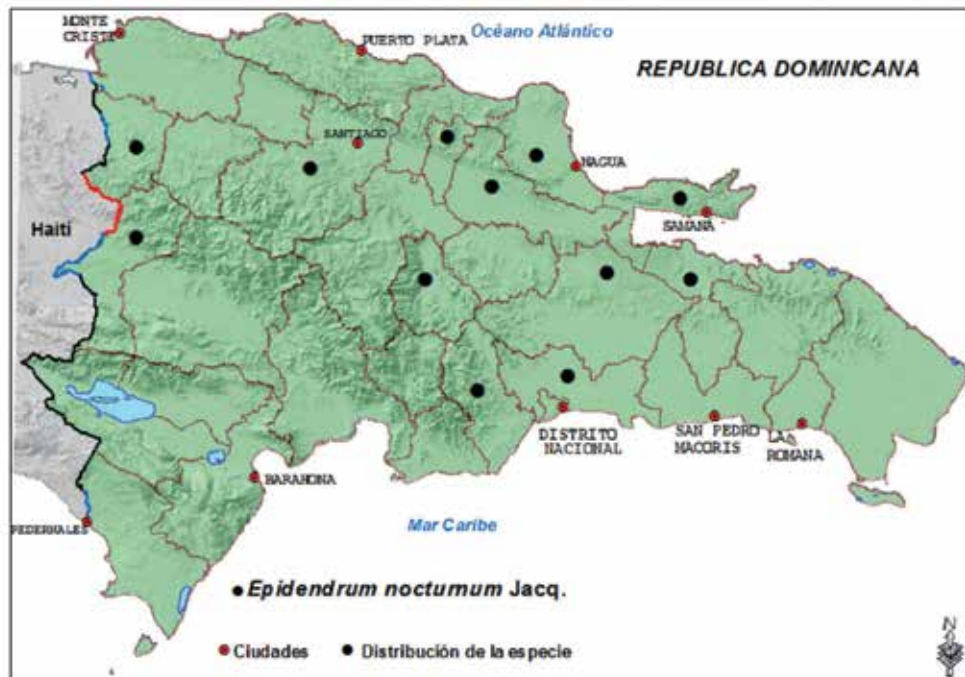 MONTE
CRISTI
PUERTO PLATA
Océano Atlántico
REPUBLICA DOMINICANA
SANTIAGO
NAGUA
SAMANA
Haití
DISTRITO
NACIONAL
SAN PEDRO
MACORIS
LA
ROMANA
BARAHONA
PEDERNALES
Mar Caribe
Epidendrum nocturnum Jacq.
Ciudades
Distribución de la especie
N